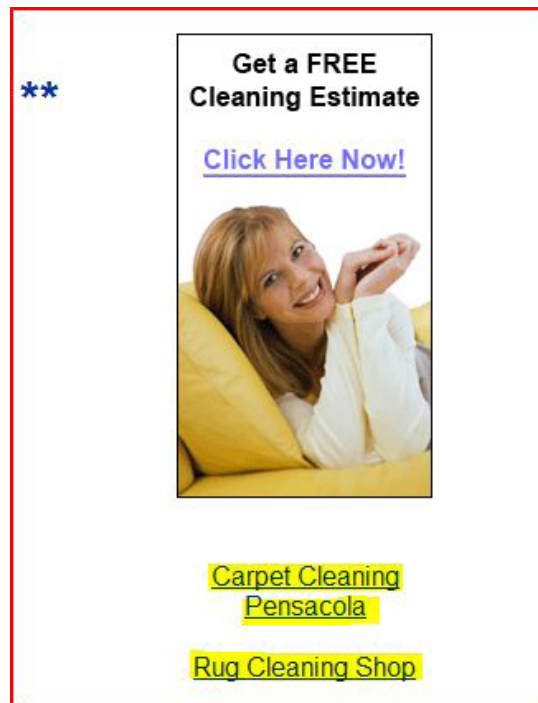 Get a FREE
**
Cleaning Estimate
Click Here Now!
Carpet Cleaning
Pensacola
Rug Cleaning Shop